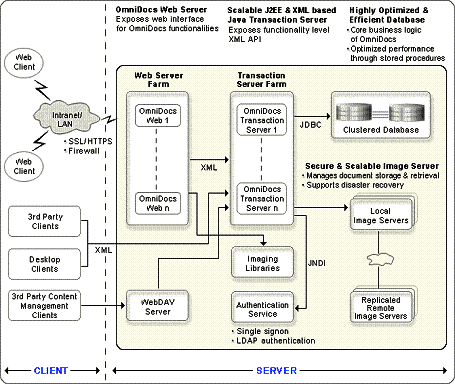 OmniDocs Web Server
Exposes web interface
for OmniDocs functionalities
Scalable J2EE & XML based
Java Transaction Server
Exposes functionality level
XML API
Highly Optimized &
Efficient Database
• Core business logic
of OmniDocs
• Optimized performance
through stored procedures
Web
Client
Intranet/
LAN
• SSL/HTTPS
• Firewall
Web
Client
Web Server
Farm
OmniDocs
Web 1
OmniDocs
Web n
XML
Transaction
Server Farm
OmniDocs
Transaction
Server 1
OmniDocs
Transaction
Server n
JDBC
Clustered Database
Secure & Scalable Image Server
• Manages document storage & retrieval
• Supports disaster recovery
3rd Party
Clients
XML
Desktop
Clients
3rd Party Content
Management
Clients
WebDAV
Server
Imaging
Libraries
JNDI
Authentication
Service
• Single signon
• LDAP authentication
Local
Image Servers
Replicated
Remote
Image Servers
CLIENT
SERVER